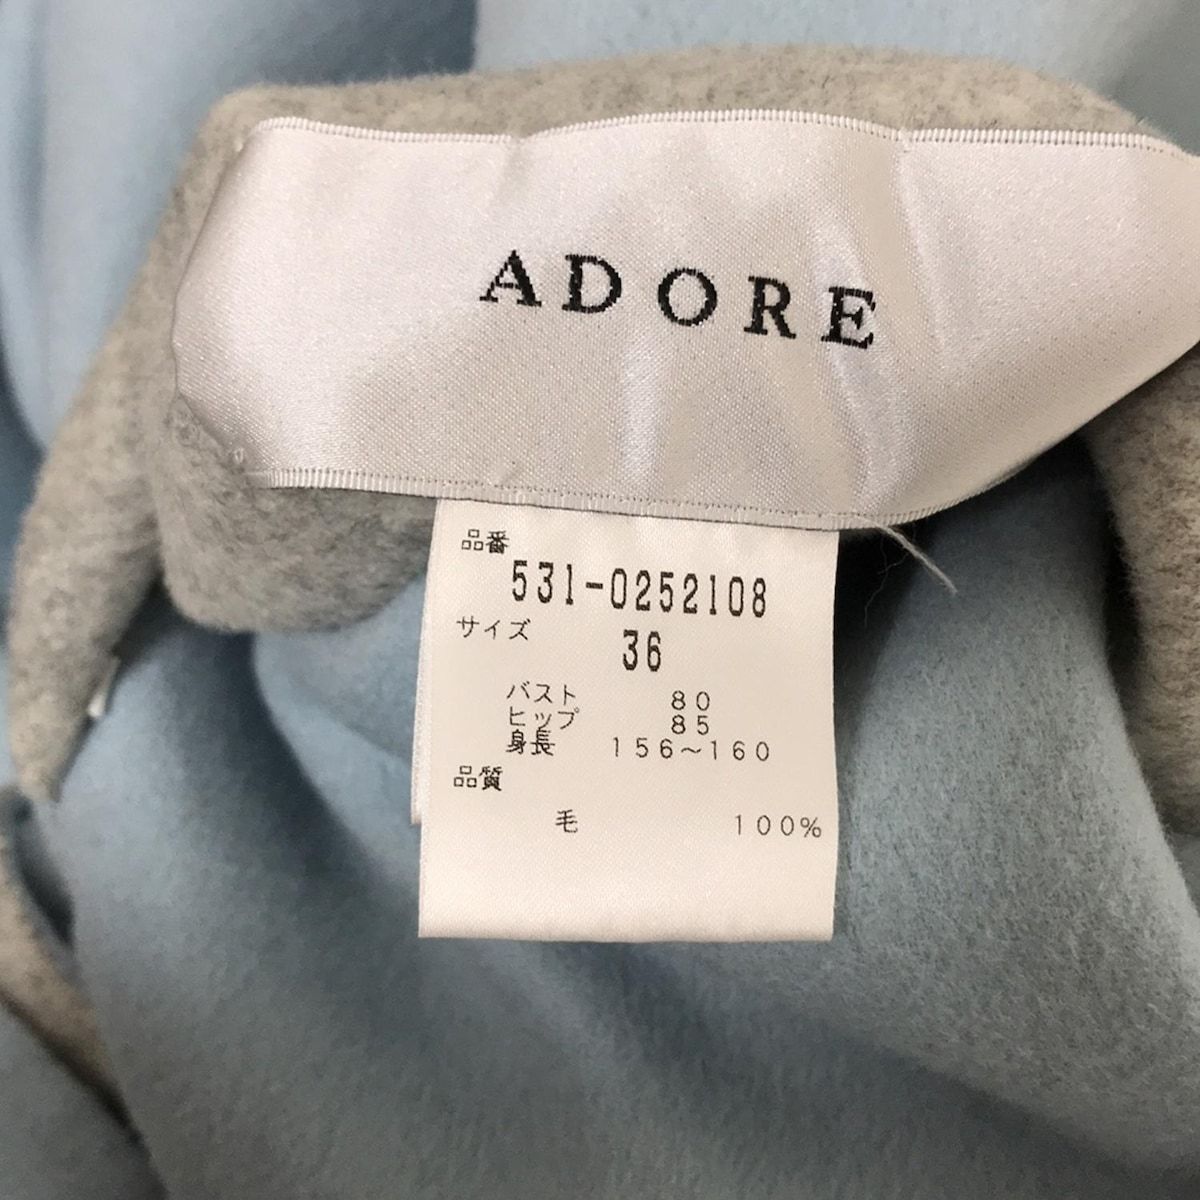 ADORE
品番
531-0252108
サイズ 36
バスト 80
ヒップ 85
身長 156~160
品質
毛 100%